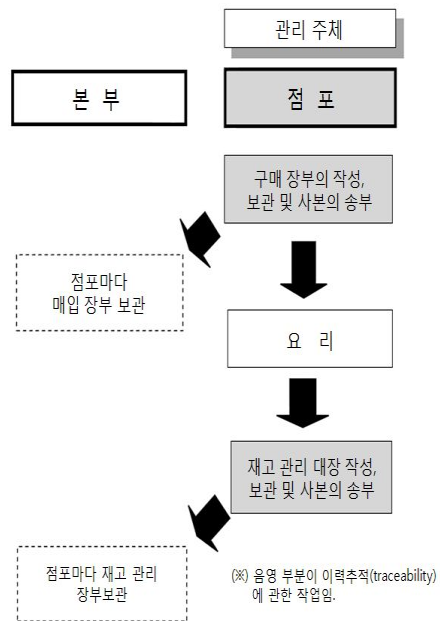 관리 주체
본 부
점 포
구매 장부의 작성,
보관 및 사본의 송부
점포마다
매입 장부 보관
요 리
재고 관리 대장 작성,
보관 및 사본의 송부
점포마다 재고 관리
장부보관
(※) 음영 부분이 이력추적(traceability)
에 관한 작업임.